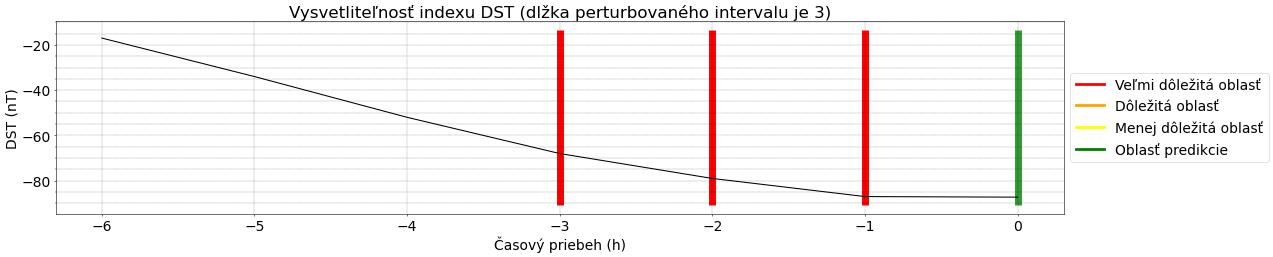 Vysvetliteľnosť indexu DST (dĺžka perturbovaného intervalu je 3)
DST (nT)
−20
−40
−60
−80
−6 −5 −4 −3 −2 −1 0
Časový priebeh (h)
Veľmi dôležitá oblasť
Dôležitá oblasť
Menej dôležitá oblasť
Oblasť predikcie